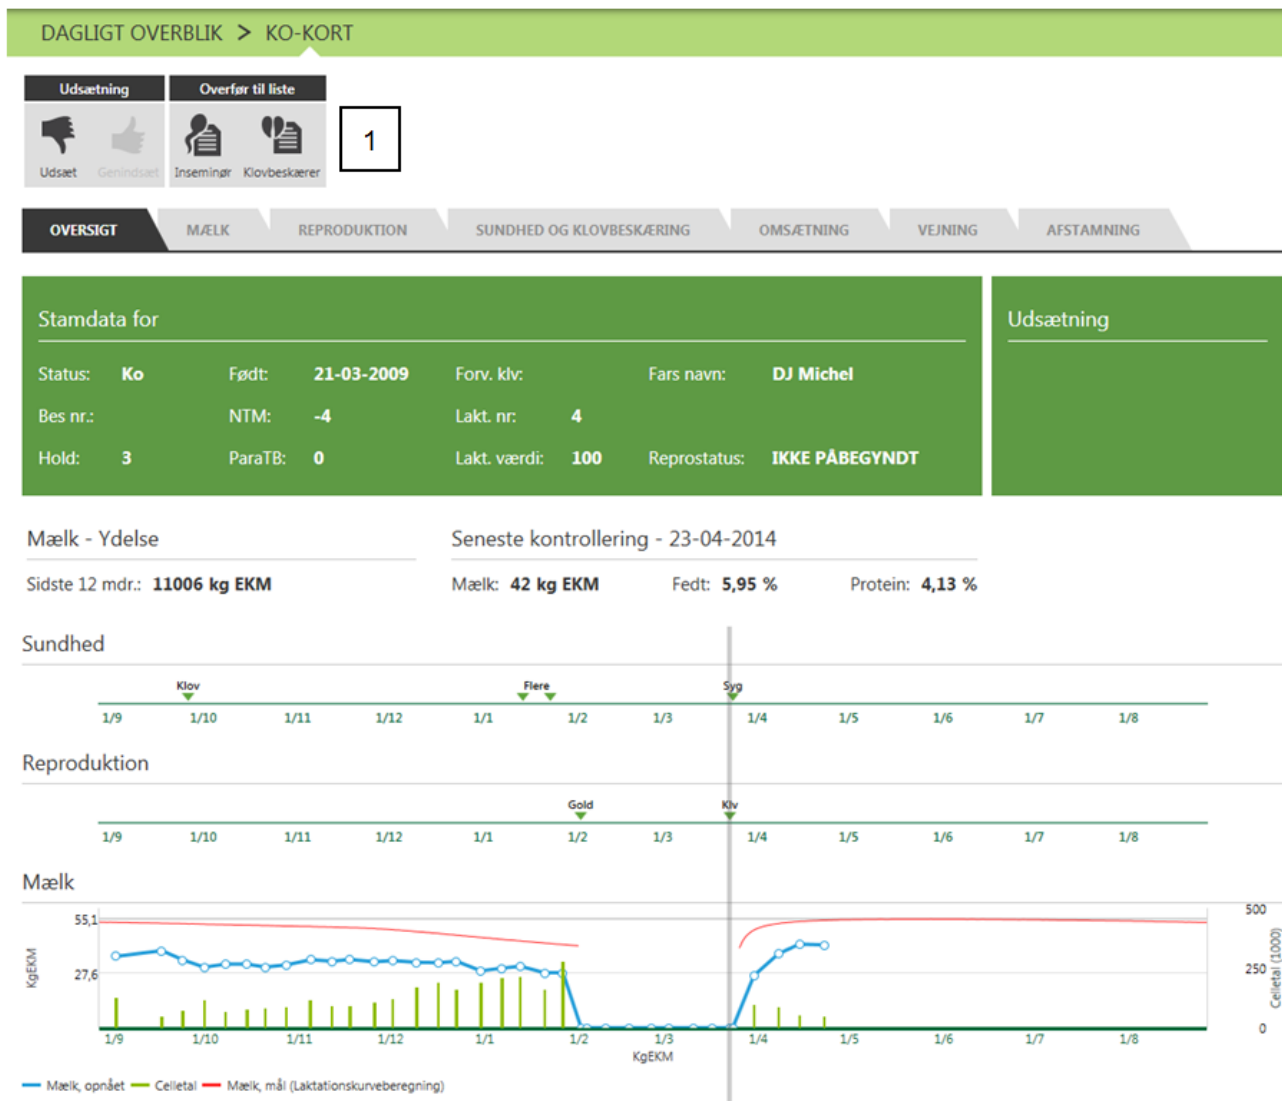 DAGLIGT OVERBLIK > KO-KORT
Udsætning Overfør til liste
1
Udsæt Genindsæt Inseminør Klovbeskærer
OVERSIGT MÆLK REPRODUKTION SUNDHED OG KLOVBESKÆRING OMSÆTNING VEJNING AFSTAMNING
Stamdata for Udsætning
Status: Ko Født: 21-03-2009 Forv. klv: Fars navn: DJ Michel
Bes nr.: NTM: -4 Lakt. nr: 4
Hold: 3 ParaTB: 0 Lakt. værdi: 100 Reprostatus: IKKE PÅBEGYNDT
Mælk - Ydelse Seneste kontrollering - 23-04-2014
Sidste 12 mdr.: 11006 kg EKM Mælk: 42 kg EKM Fedt: 5,95 % Protein: 4,13 %
Sundhed
Klov Flere Syg
1/9 1/10 1/11 1/12 1/1 1/2 1/3 1/4 1/5 1/6 1/7 1/8
Reproduktion
Gold Klv
1/9 1/10 1/11 1/12 1/1 1/2 1/3 1/4 1/5 1/6 1/7 1/8
Mælk
55,1 500
KgEKM 27,6 250 Celletal (1000)
0
1/9 1/10 1/11 1/12 1/1 1/2 1/3 1/4 1/5 1/6 1/7 1/8
KgEKM
Mælk, opnået Celletal Mælk, mål (Laktationskurveberegning)